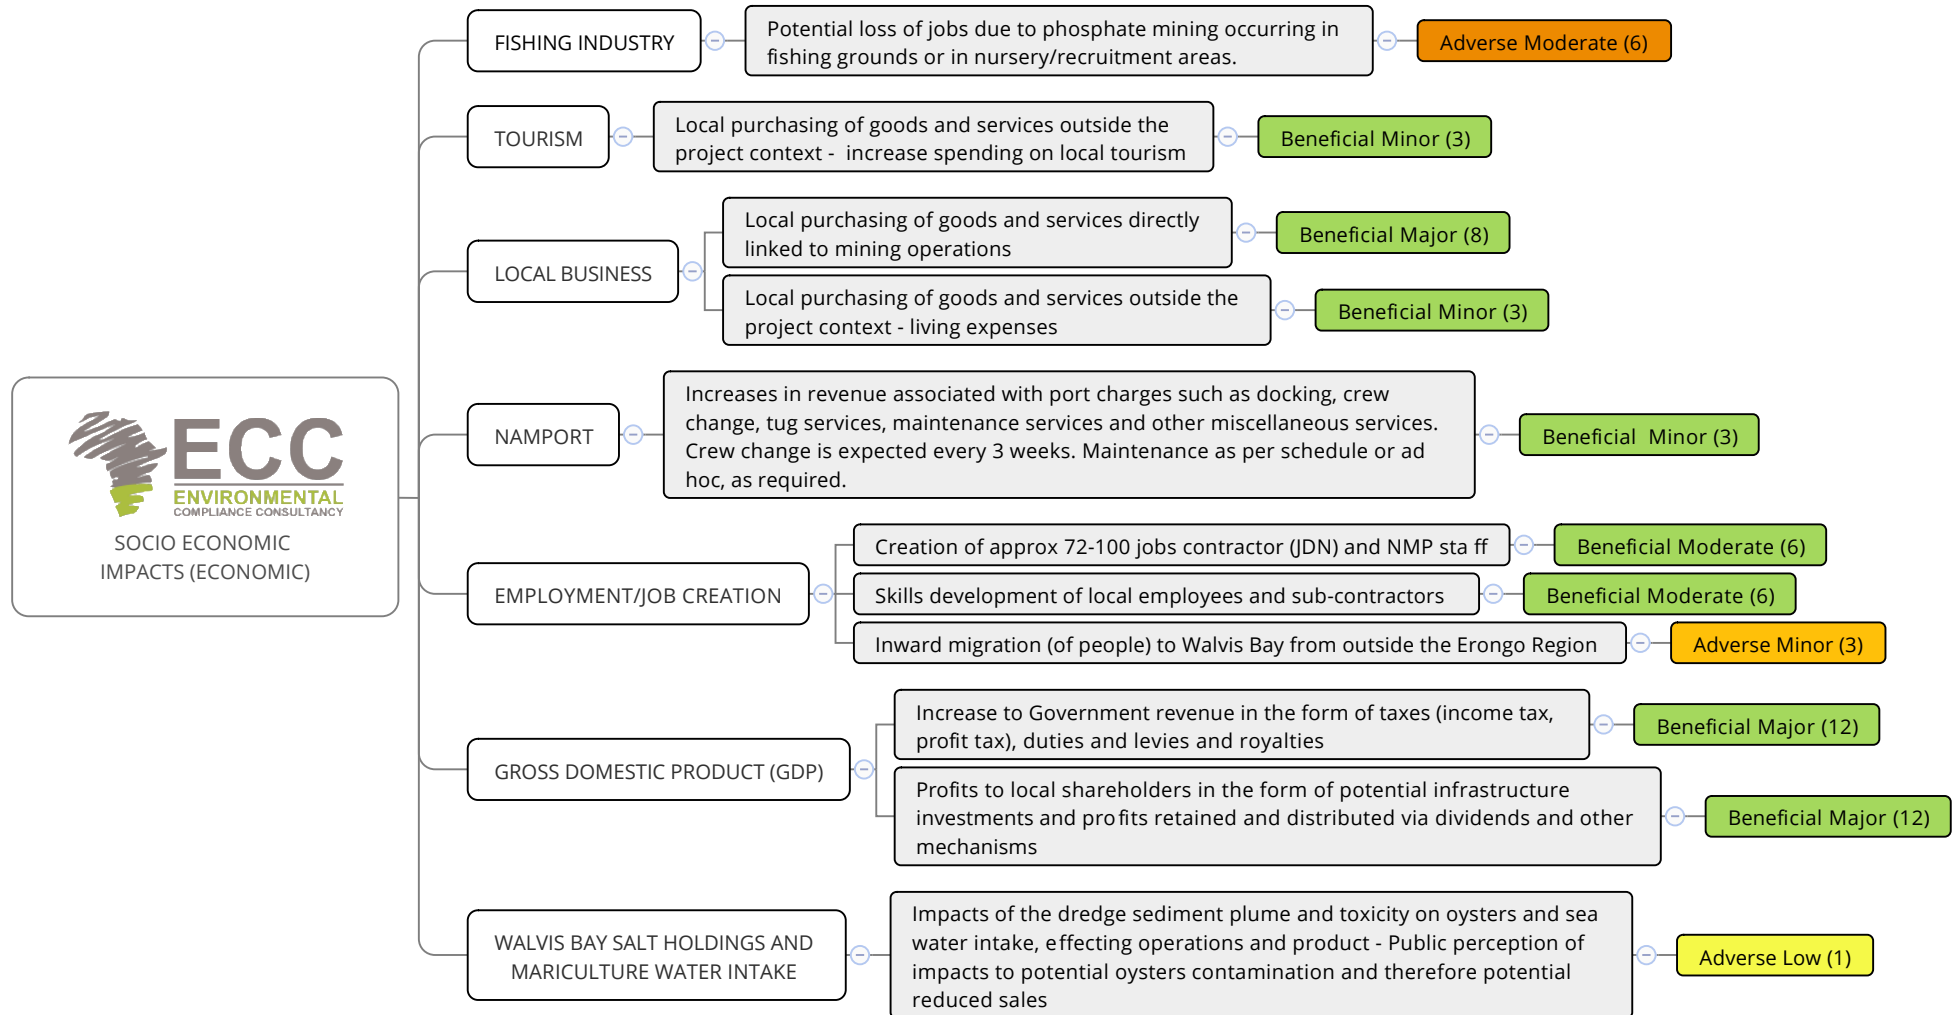 FISHING INDUSTRY
Potential loss of jobs due to phosphate mining occurring in
fishing grounds or in nursery/recruitment areas.
Adverse Moderate (6)
TOURISM
Local purchasing of goods and services outside the
project context -  increase spending on local tourism
Beneficial Minor (3)
LOCAL BUSINESS
Local purchasing of goods and services directly
linked to mining operations
Beneficial Major (8)
Local purchasing of goods and services outside the
project context - living expenses
Beneficial Minor (3)
ECC
ENVIRONMENTAL
COMPLIANCE CONSULTANCY
SOCIO ECONOMIC
IMPACTS (ECONOMIC)
NAMPORT
Increases in revenue associated with port charges such as docking, crew
change, tug services, maintenance services and other miscellaneous services.
Crew change is expected every 3 weeks. Maintenance as per schedule or ad
hoc, as required.
Beneficial  Minor (3)
EMPLOYMENT/JOB CREATION
Creation of approx 72-100 jobs contractor (JDN) and NMP sta ff
Beneficial Moderate (6)
Skills development of local employees and sub-contractors
Beneficial Moderate (6)
Inward migration (of people) to Walvis Bay from outside the Erongo Region
Adverse Minor (3)
GROSS DOMESTIC PRODUCT (GDP)
Increase to Government revenue in the form of taxes (income tax,
profit tax), duties and levies and royalties
Beneficial Major (12)
Profits to local shareholders in the form of potential infrastructure
investments and profits retained and distributed via dividends and other
mechanisms
Beneficial Major (12)
WALVIS BAY SALT HOLDINGS AND
MARICULTURE WATER INTAKE
Impacts of the dredge sediment plume and toxicity on oysters and sea
water intake, effecting operations and product - Public perception of
impacts to potential oysters contamination and therefore potential
reduced sales
Adverse Low (1)